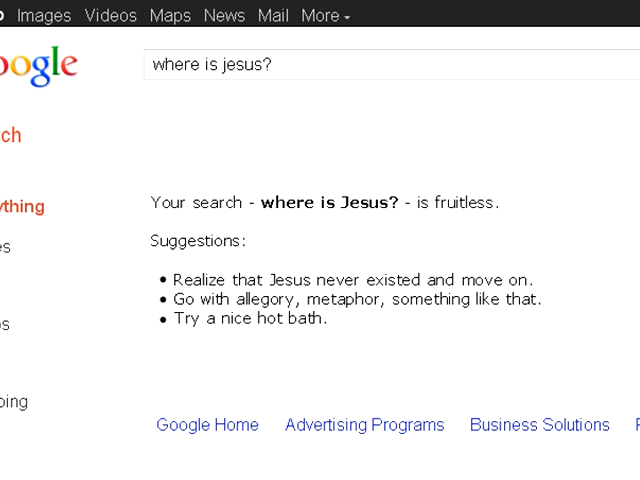 Images Videos Maps News Mail More
oogle
where is jesus?
rch
Your search - where is Jesus? - is fruitless.
ything
Suggestions:
es
• Realize that Jesus never existed and move on.
• Go with allegory, metaphor, something like that.
• Try a nice hot bath.
os
ping
Google Home Advertising Programs Business Solutions